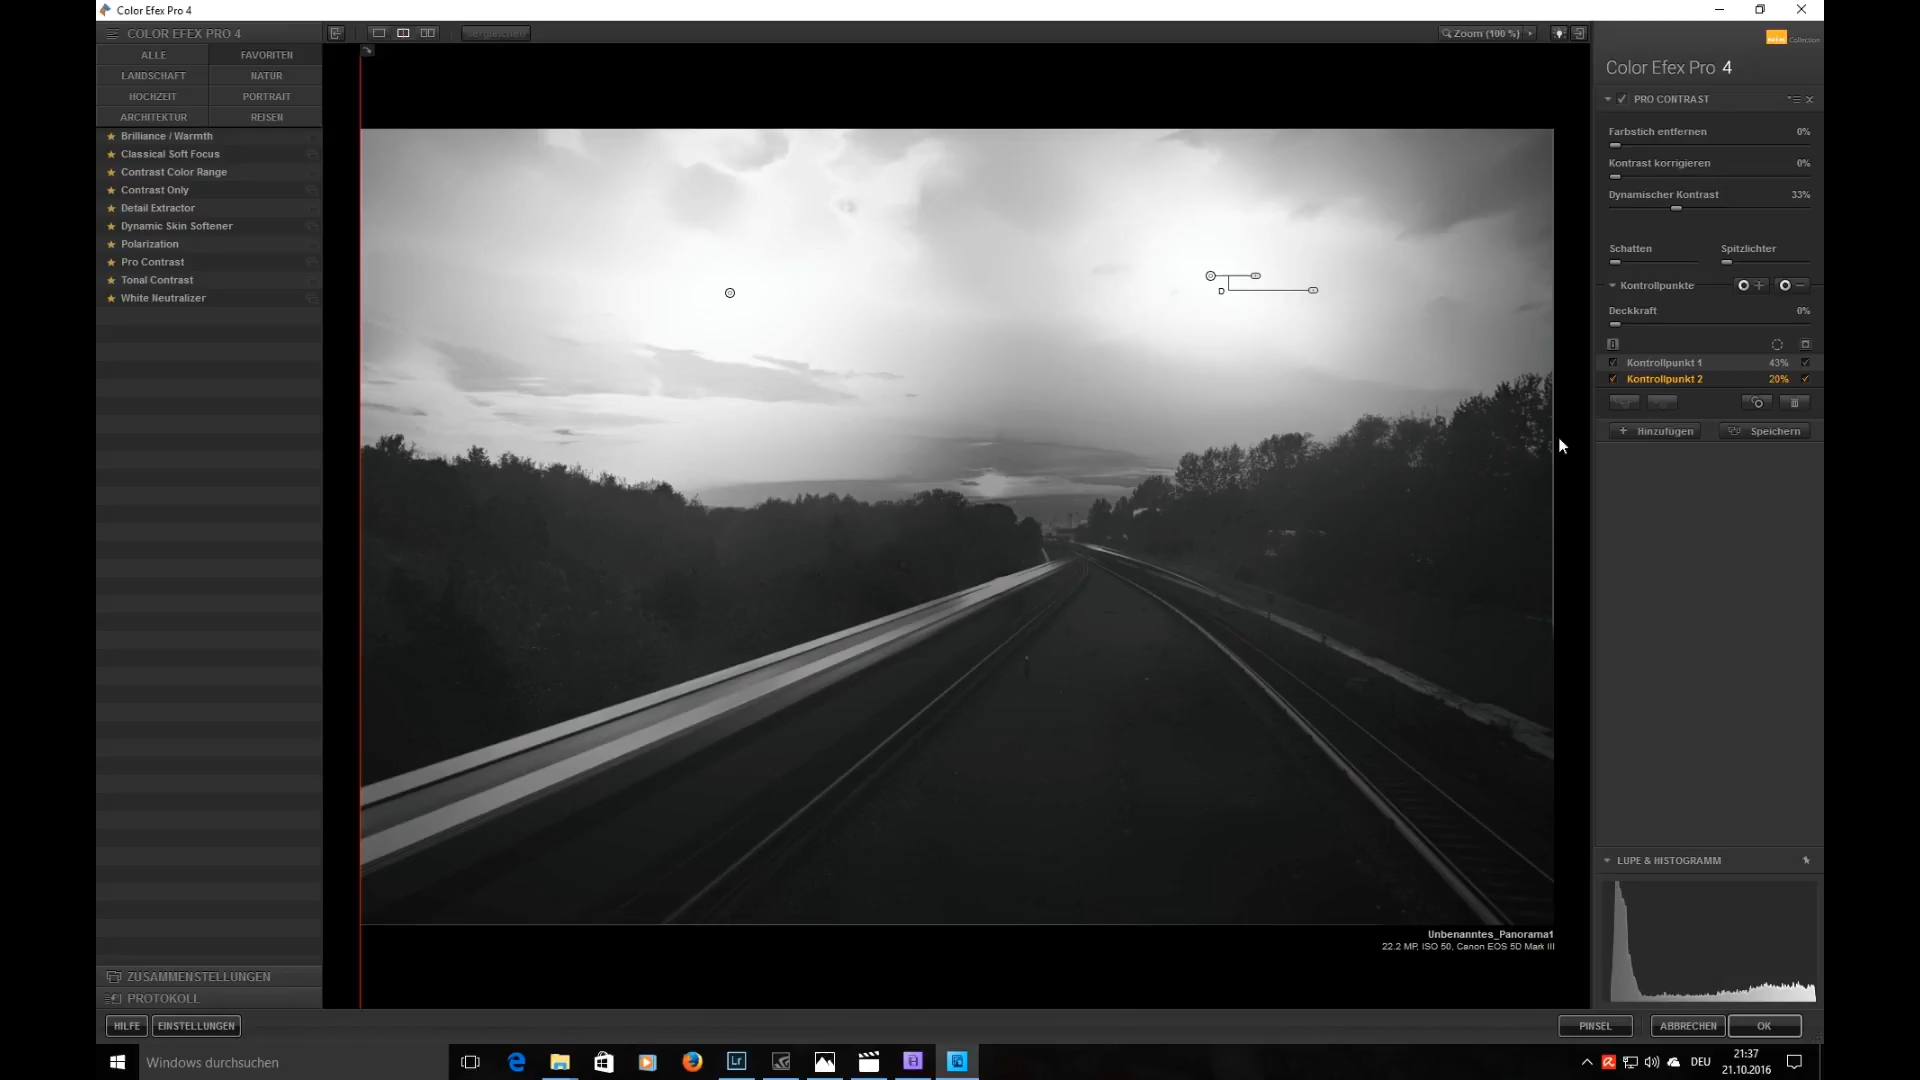 Color Efex Pro 4
COLOR EFEX PRO 4
ALLE
FAVORITEN
LANDSCHAFT
NATUR
HOCHZEIT
PORTRAIT
ARCHITEKTUR
REISEN
Brilliance / Warmth
Classical Soft Focus
Contrast Color Range
Contrast Only
Detail Extractor
Dynamic Skin Softener
Polarization
Pro Contrast
Tonal Contrast
White Neutralizer
ZUSAMMENSTELLUNGEN
PROTOKOLL
HILFE
EINSTELLUNGEN
Vergleichen
Zoom (100 %)
D
Unbenanntes_Panorama1
22.2 MP, ISO 50, Canon EOS 5D Mark III
Collection
Color Efex Pro 4
PRO CONTRAST
Farbstich entfernen 0%
Kontrast korrigieren 0%
Dynamischer Kontrast 33%
Schatten Spitzlichter
Kontrollpunkte
Deckkraft 0%
Kontrollpunkt 1 43%
Kontrollpunkt 2 20%
Hinzufügen
Speichern
LUPE & HISTOGRAMM
PINSEL
ABBRECHEN
OK
Windows durchsuchen
Lr
DEU
21:37
21.10.2016